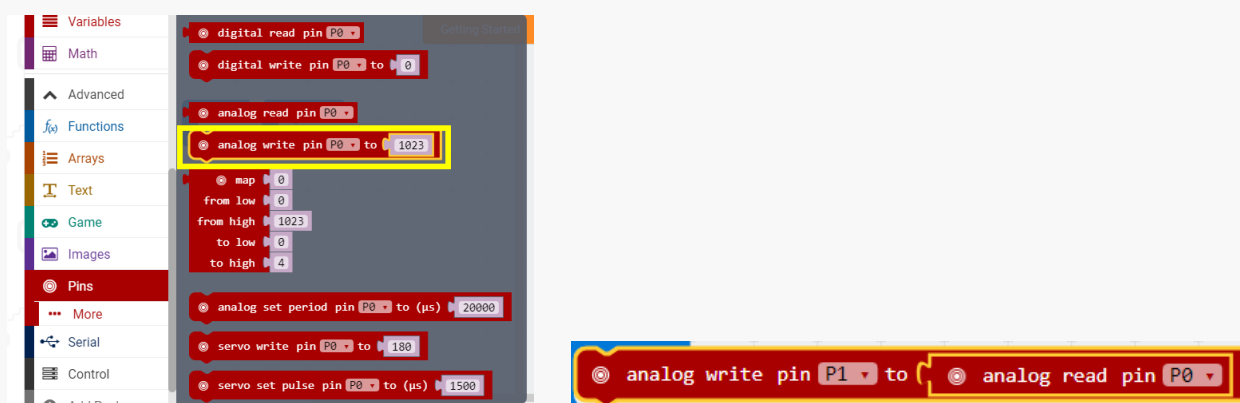 Variables
Math
Advanced
Functions
Arrays
Text
Game
Images
Pins
More
Serial
Control
Getting Started
digital read pin P0
digital write pin P0 to 0
analog read pin P0
analog write pin P0 to 1023
map 0
from low 0
from high 1023
to low 0
to high 4
analog set period pin P0 to (µs) 20000
servo write pin P0 to 180
servo set pulse pin P0 to (µs) 1500
analog write pin P1 to analog read pin P0